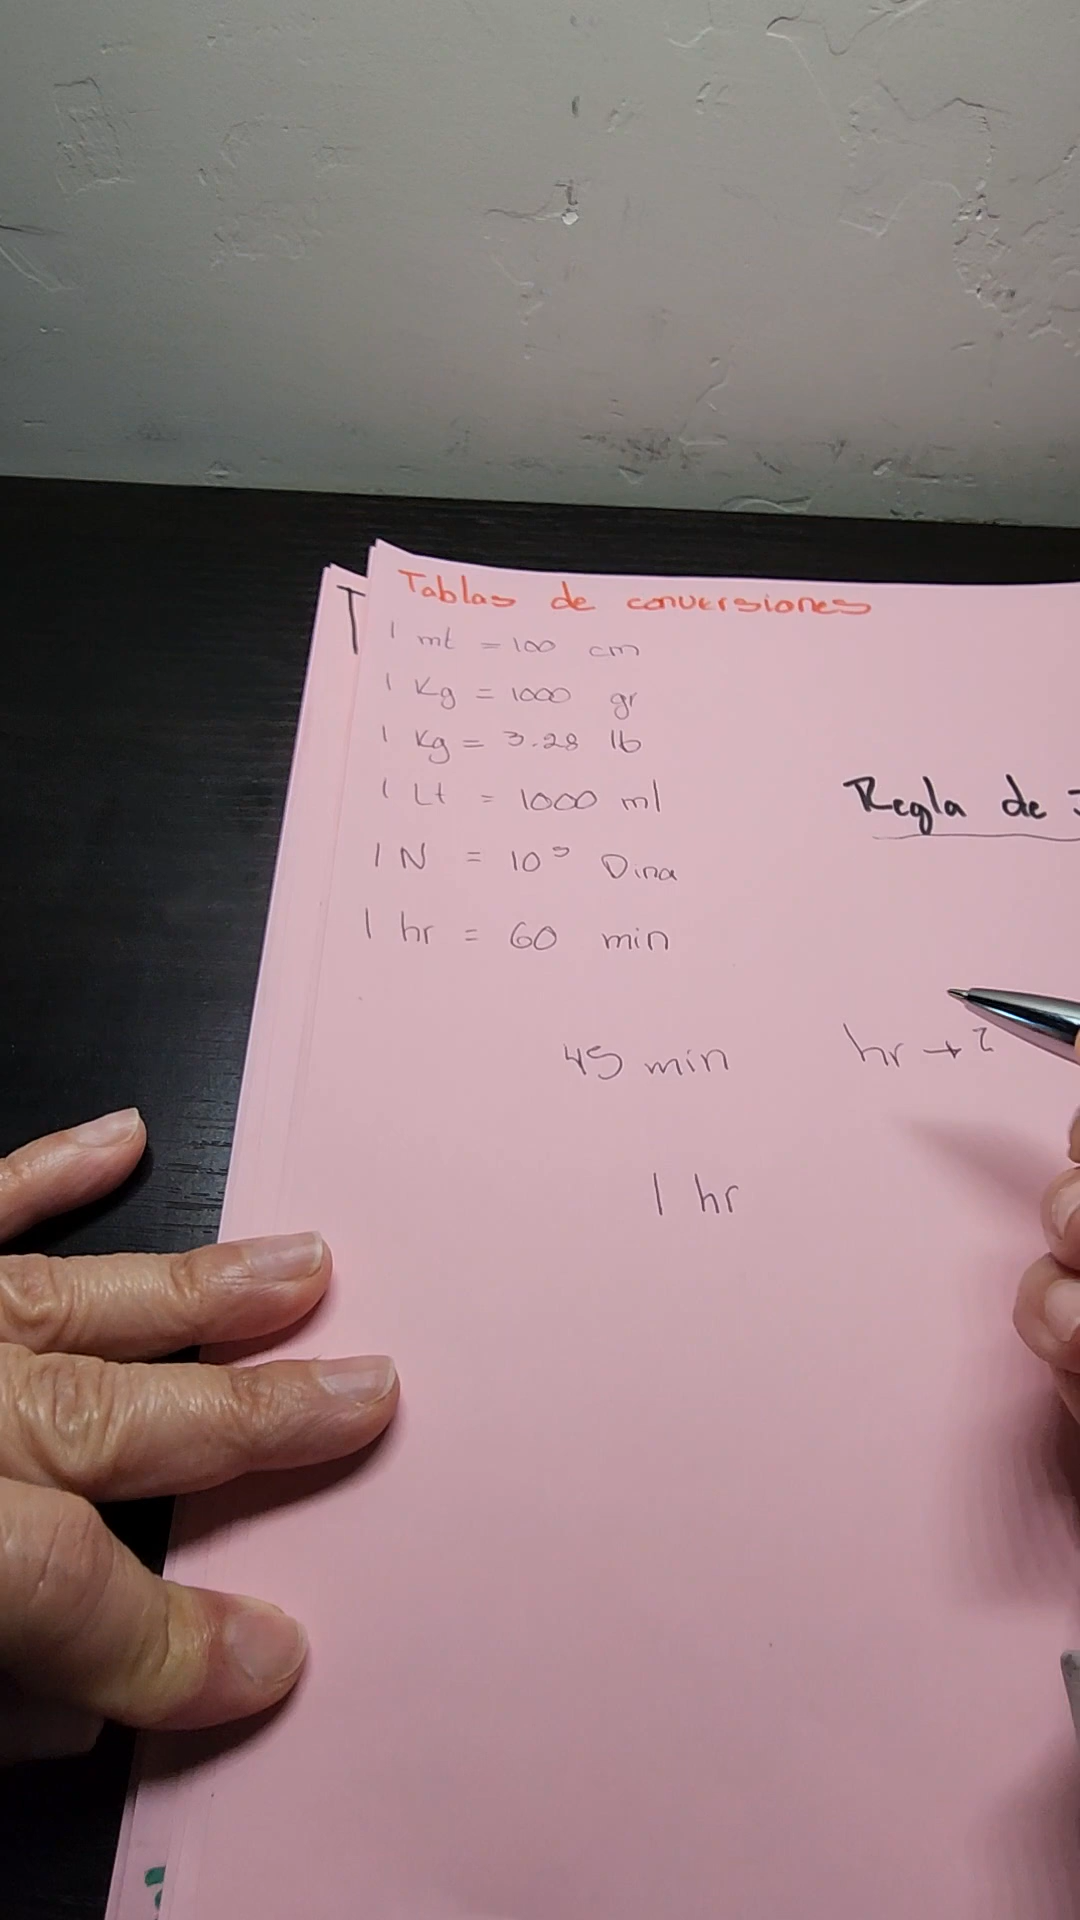 Tablas de conversiones
T
1 mt = 100 cm
1 Kg = 1000 gr
1 Kg = 3.28 lb
1 Lt = 1000 ml
Regla de
1 N = 10⁵ Dina
1 hr = 60 min
45 min hr → ?
1 hr